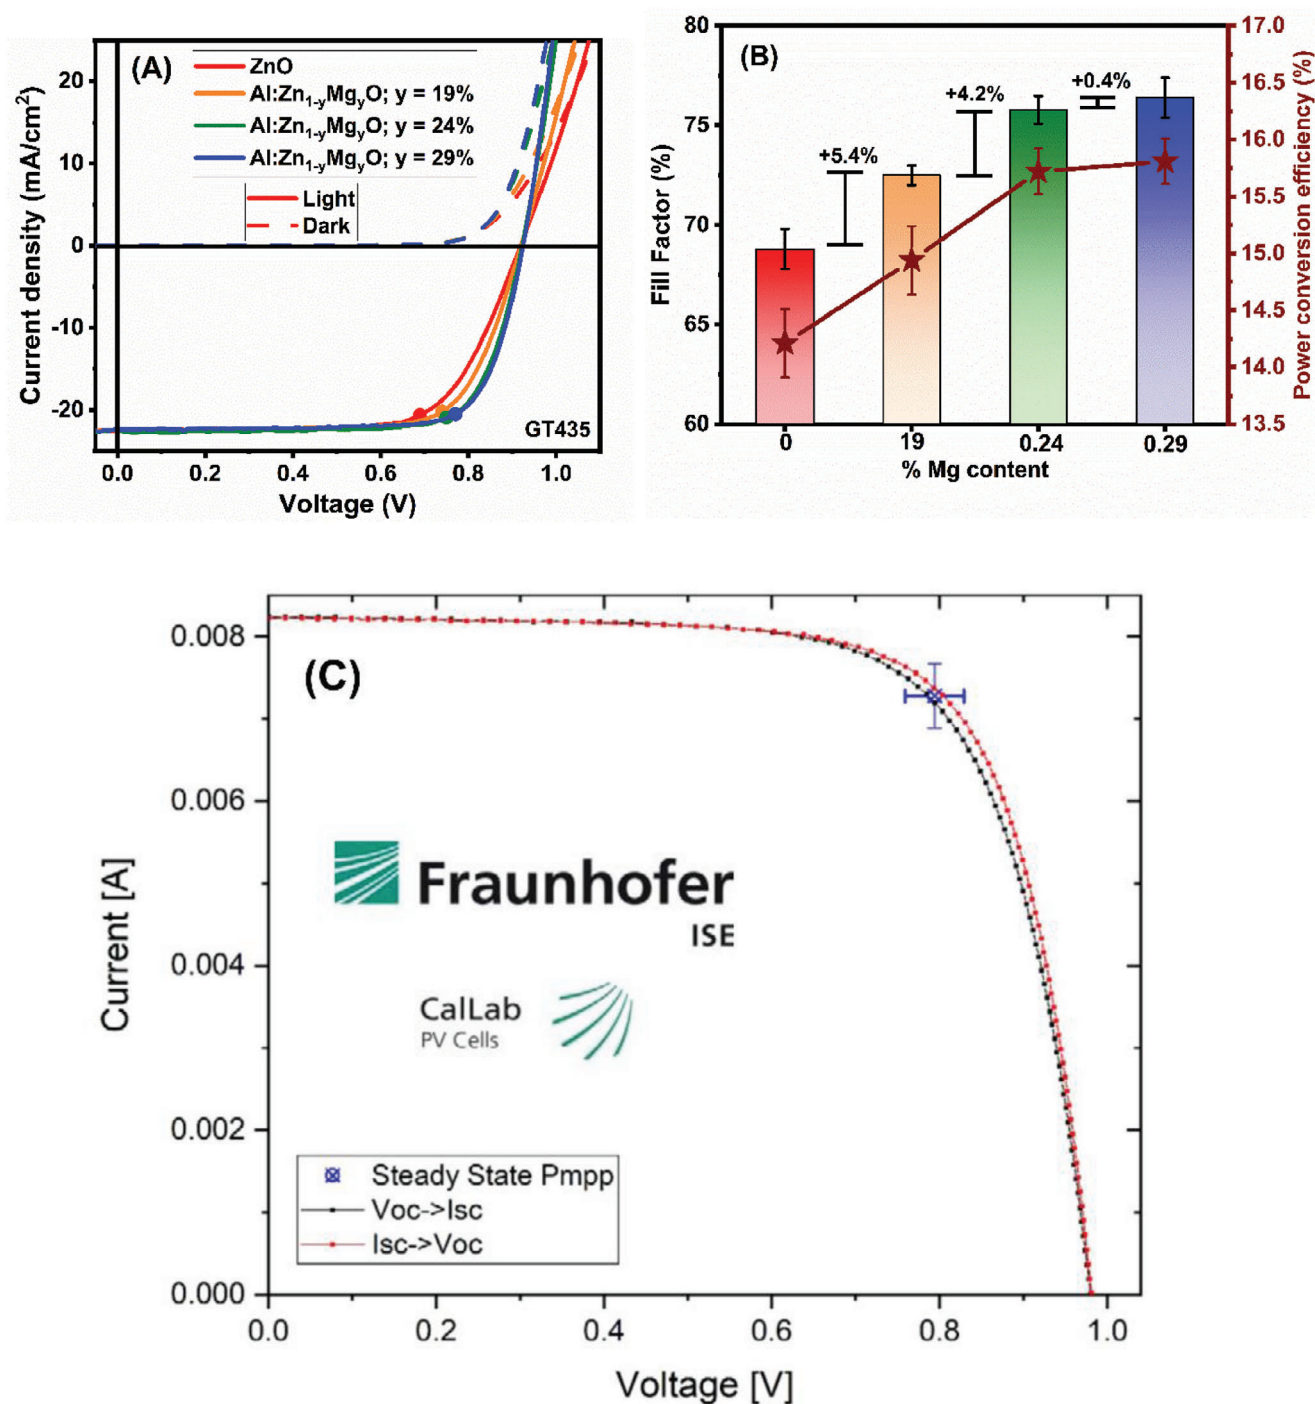 (A)
ZnO
Al:Zn₁₋yMgyO; y = 19%
Al:Zn₁₋yMgyO; y = 24%
Al:Zn₁₋yMgyO; y = 29%
Light
Dark
GT435
20
10
0
-10
-20
Current density (mA/cm²)
0.0 0.2 0.4 0.6 0.8 1.0
Voltage (V)
(B)
+5.4%
+4.2%
+0.4%
80
75
70
65
60
Fill Factor (%)
17.0
16.5
16.0
15.5
15.0
14.5
14.0
13.5
Power conversion efficiency (%)
0 19 0.24 0.29
% Mg content
(C)
0.008
0.006
0.004
0.002
0.000
Current [A]
Fraunhofer
ISE
CalLab
PV Cells
Steady State Pmpp
Voc->Isc
Isc->Voc
0.0 0.2 0.4 0.6 0.8 1.0
Voltage [V]